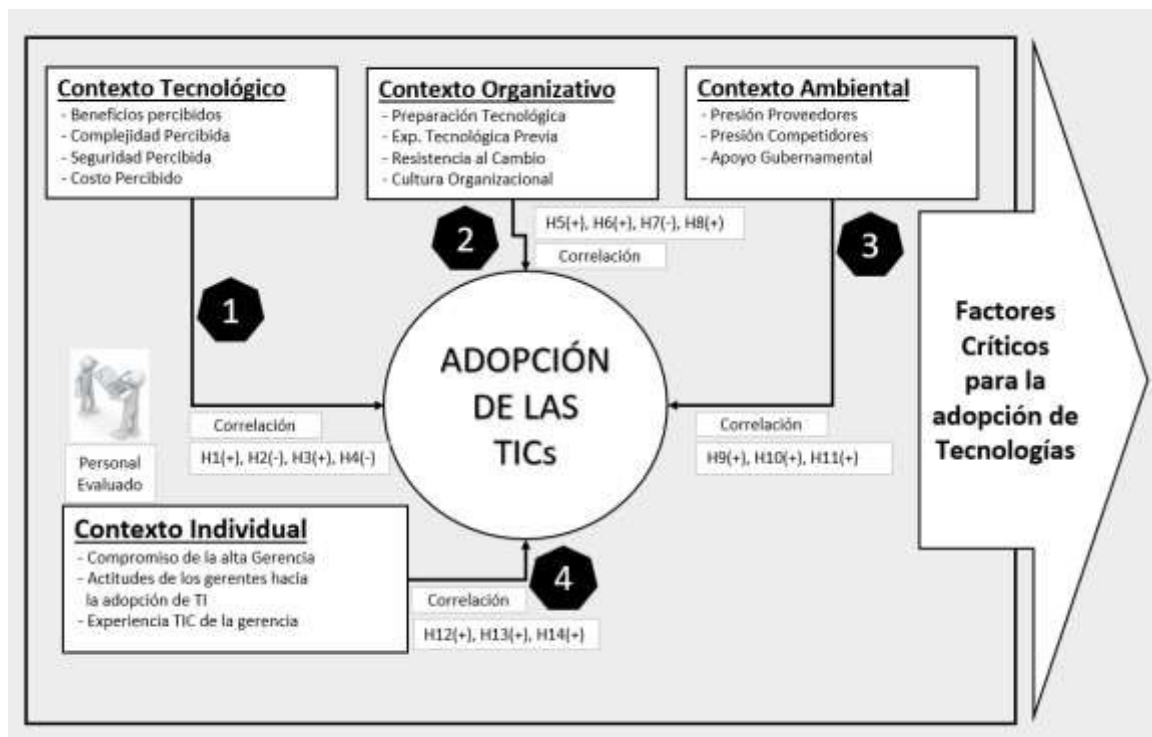 Contexto Tecnológico
- Beneficios percibidos
- Complejidad Percibida
- Seguridad Percibida
- Costo Percibido
Contexto Organizativo
- Preparación Tecnológica
- Exp. Tecnológica Previa
- Resistencia al Cambio
- Cultura Organizacional
Contexto Ambiental
- Presión Proveedores
- Presión Competidores
- Apoyo Gubernamental
1
2
H5(+), H6(+), H7(-), H8(+)
Correlación
3
ADOPCIÓN
DE LAS
TICs
Correlación
H1(+), H2(-), H3(+), H4(-)
Correlación
H9(+), H10(+), H11(+)
Personal
Evaluado
Contexto Individual
- Compromiso de la alta Gerencia
- Actitudes de los gerentes hacia
la adopción de TI
- Experiencia TIC de la gerencia
4
Correlación
H12(+), H13(+), H14(+)
Factores
Críticos
para la
adopción de
Tecnologías